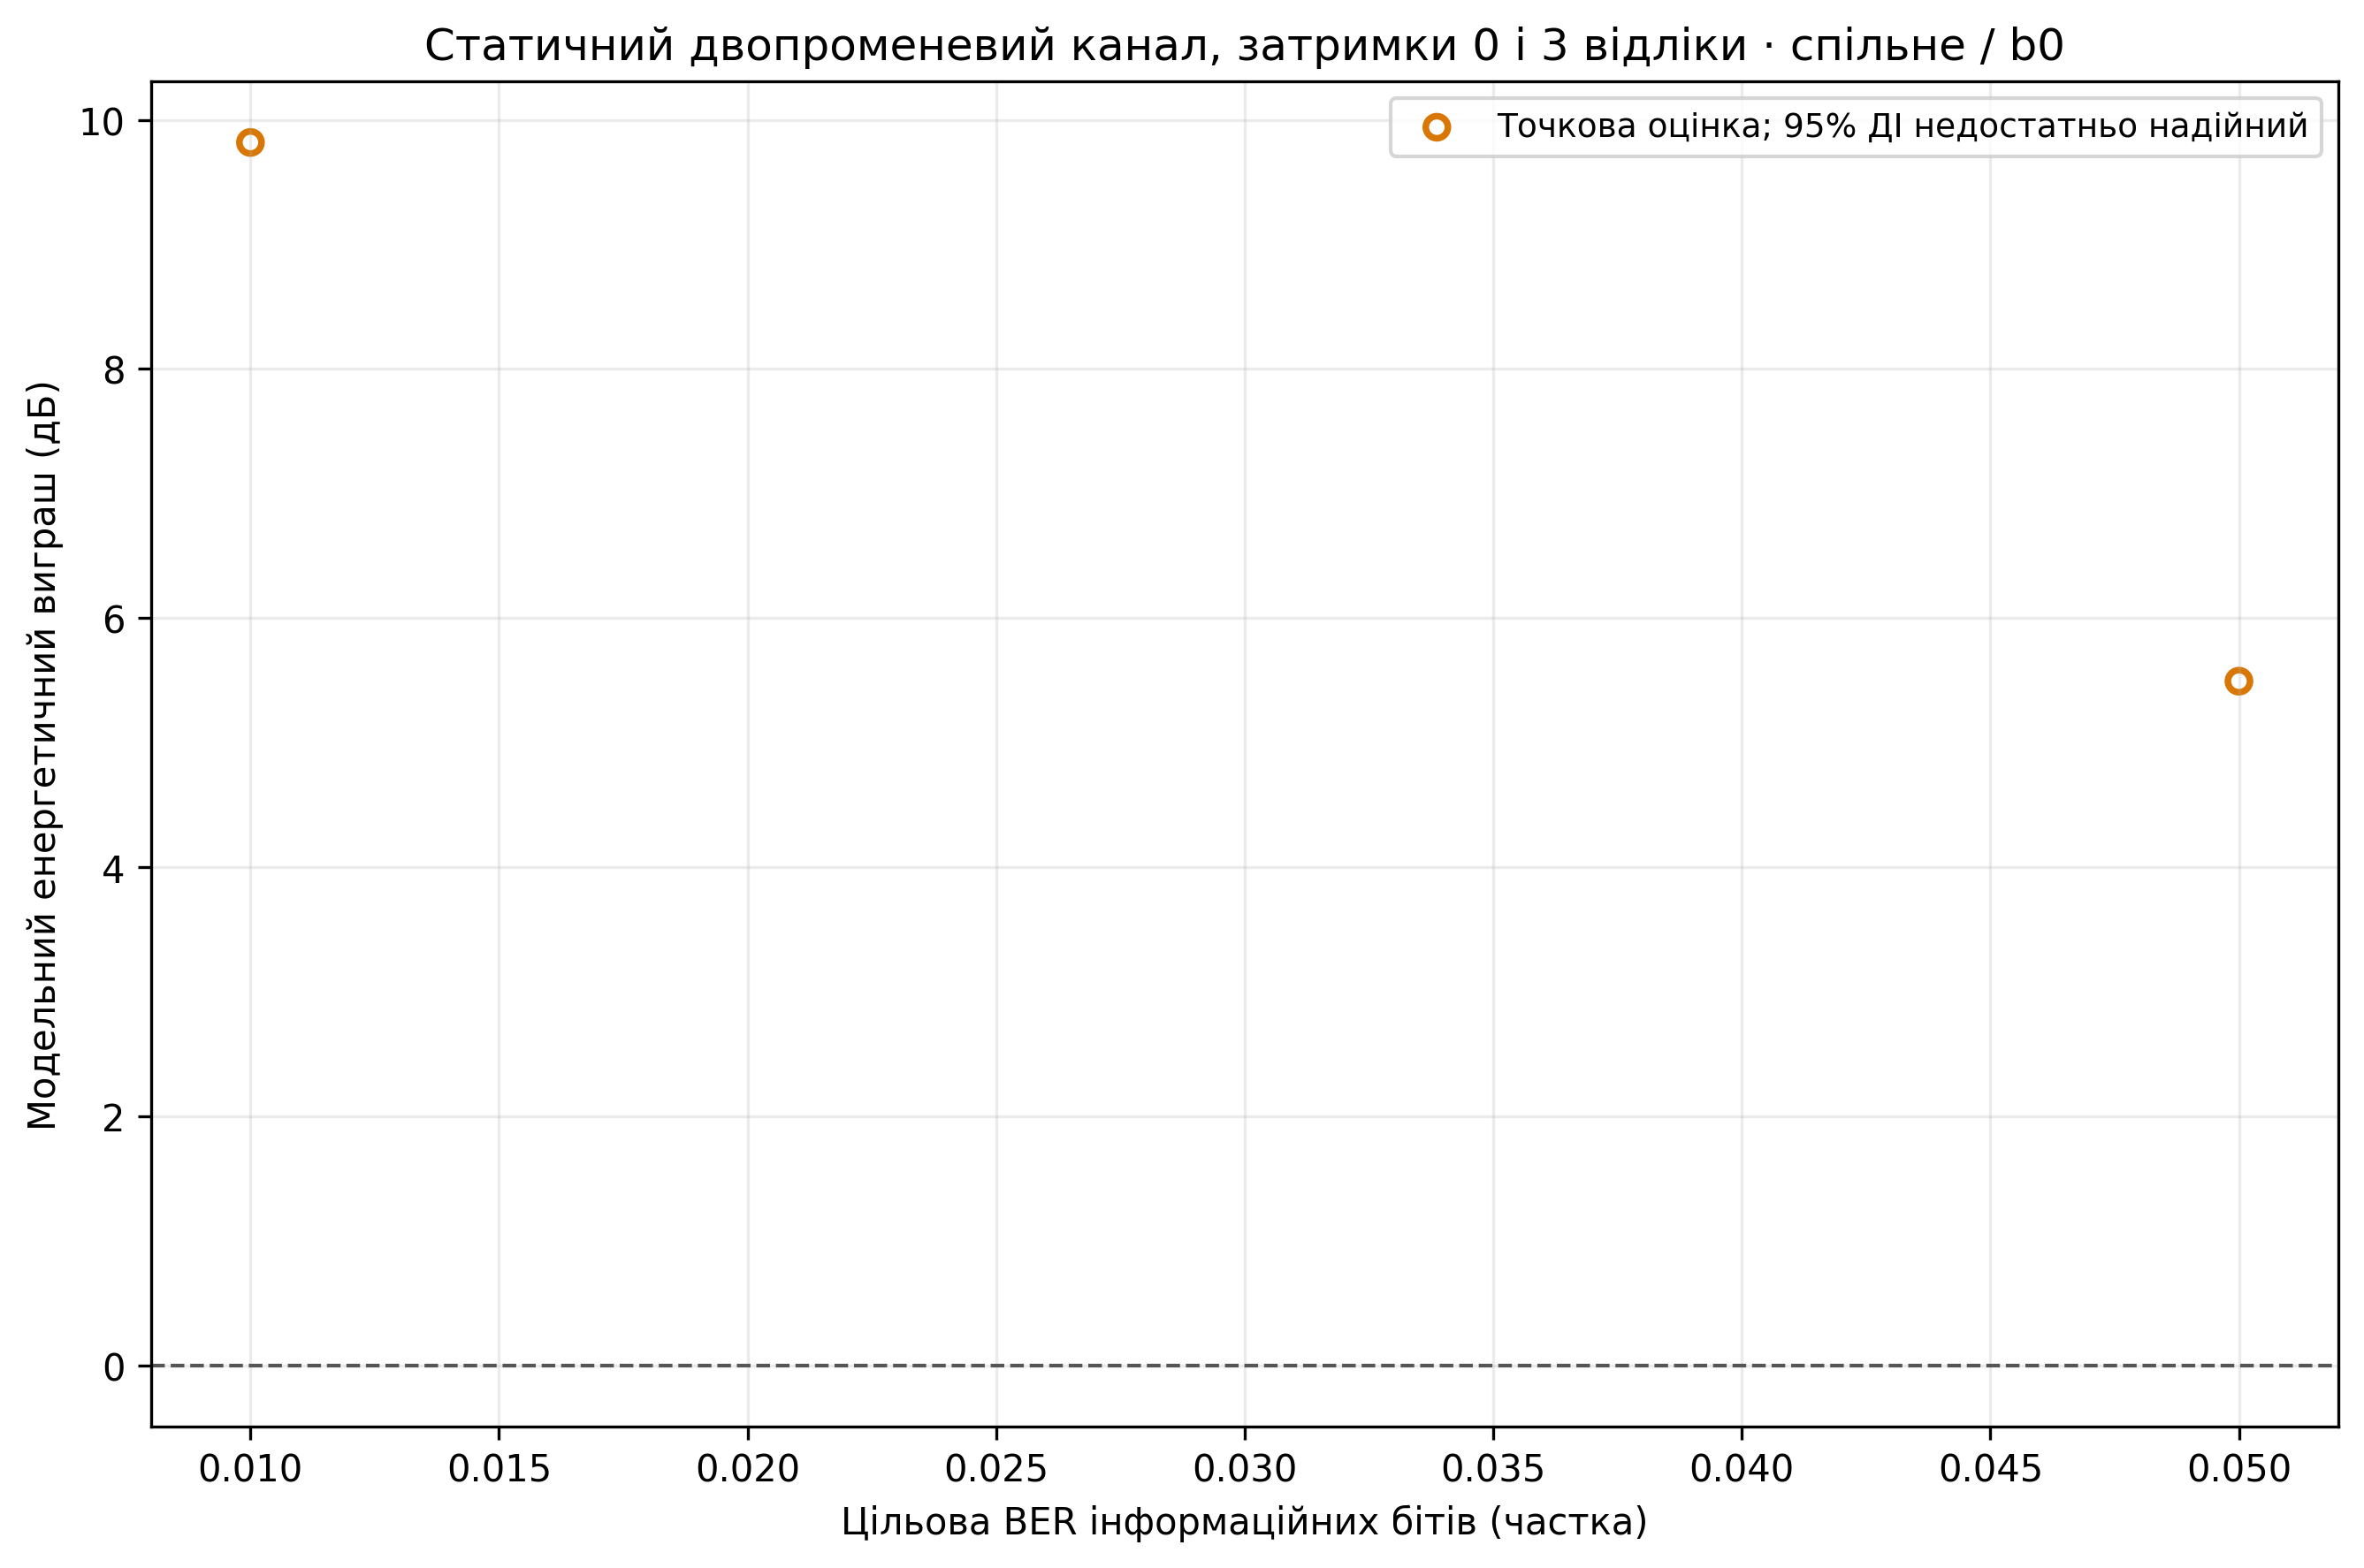 Статичний двопроменевий канал, затримки 0 і 3 відліки · спільне / b0
Точкова оцінка; 95% ДІ недостатньо надійний
Модельний енергетичний виграш (дБ)
10
8
6
4
2
0
0.010 0.015 0.020 0.025 0.030 0.035 0.040 0.045 0.050
Цільова BER інформаційних бітів (частка)